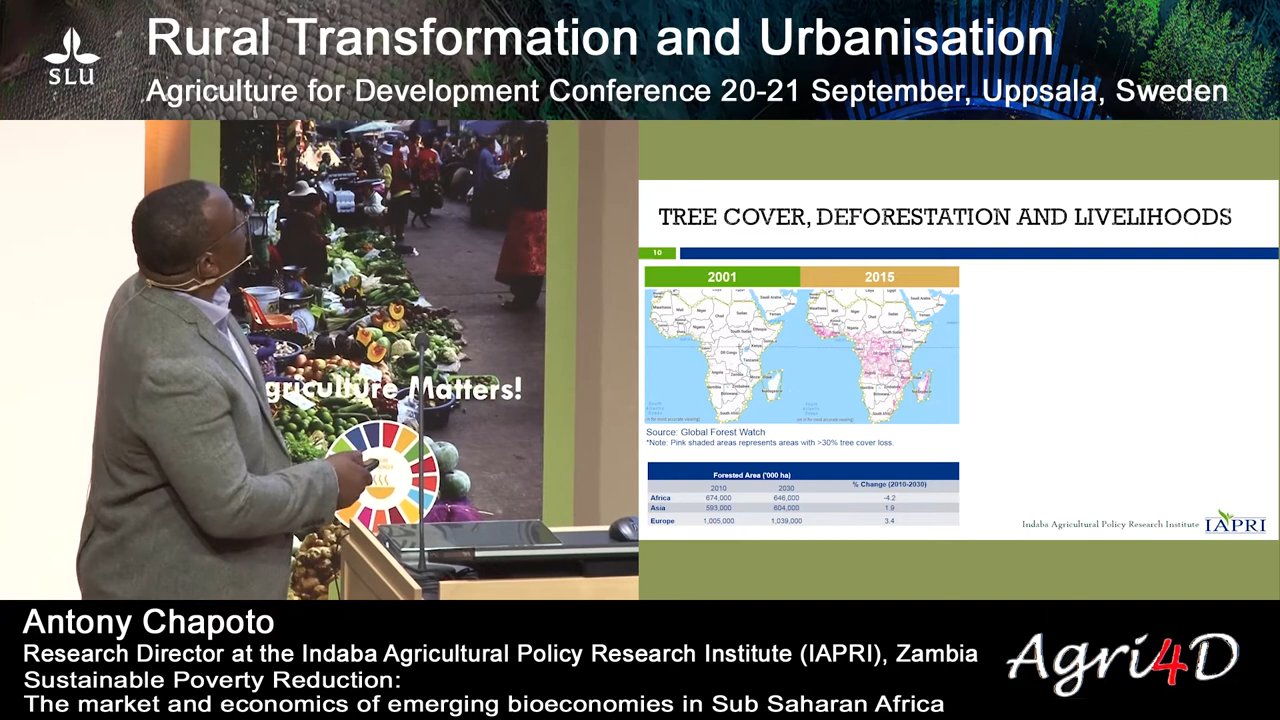 SLU
Rural Transformation and Urbanisation
Agriculture for Development Conference 20-21 September, Uppsala, Sweden
griculture Matters!
TREE COVER, DEFORESTATION AND LIVELIHOODS
10
2001 2015
Source: Global Forest Watch
*Note: Pink shaded areas represents areas with >30% tree cover loss.
Forested Area ('000 ha)
% Change (2010-2030)
2010 2030
Africa 674,000 646,000 -4.2
Asia 593,000 604,000 1.9
Europe 1,005,000 1,039,000 3.4
Indaba Agricultural Policy Research Institute IAPRI
Antony Chapoto
Research Director at the Indaba Agricultural Policy Research Institute (IAPRI), Zambia
Sustainable Poverty Reduction:
The market and economics of emerging bioeconomies in Sub Saharan Africa
Agri4D